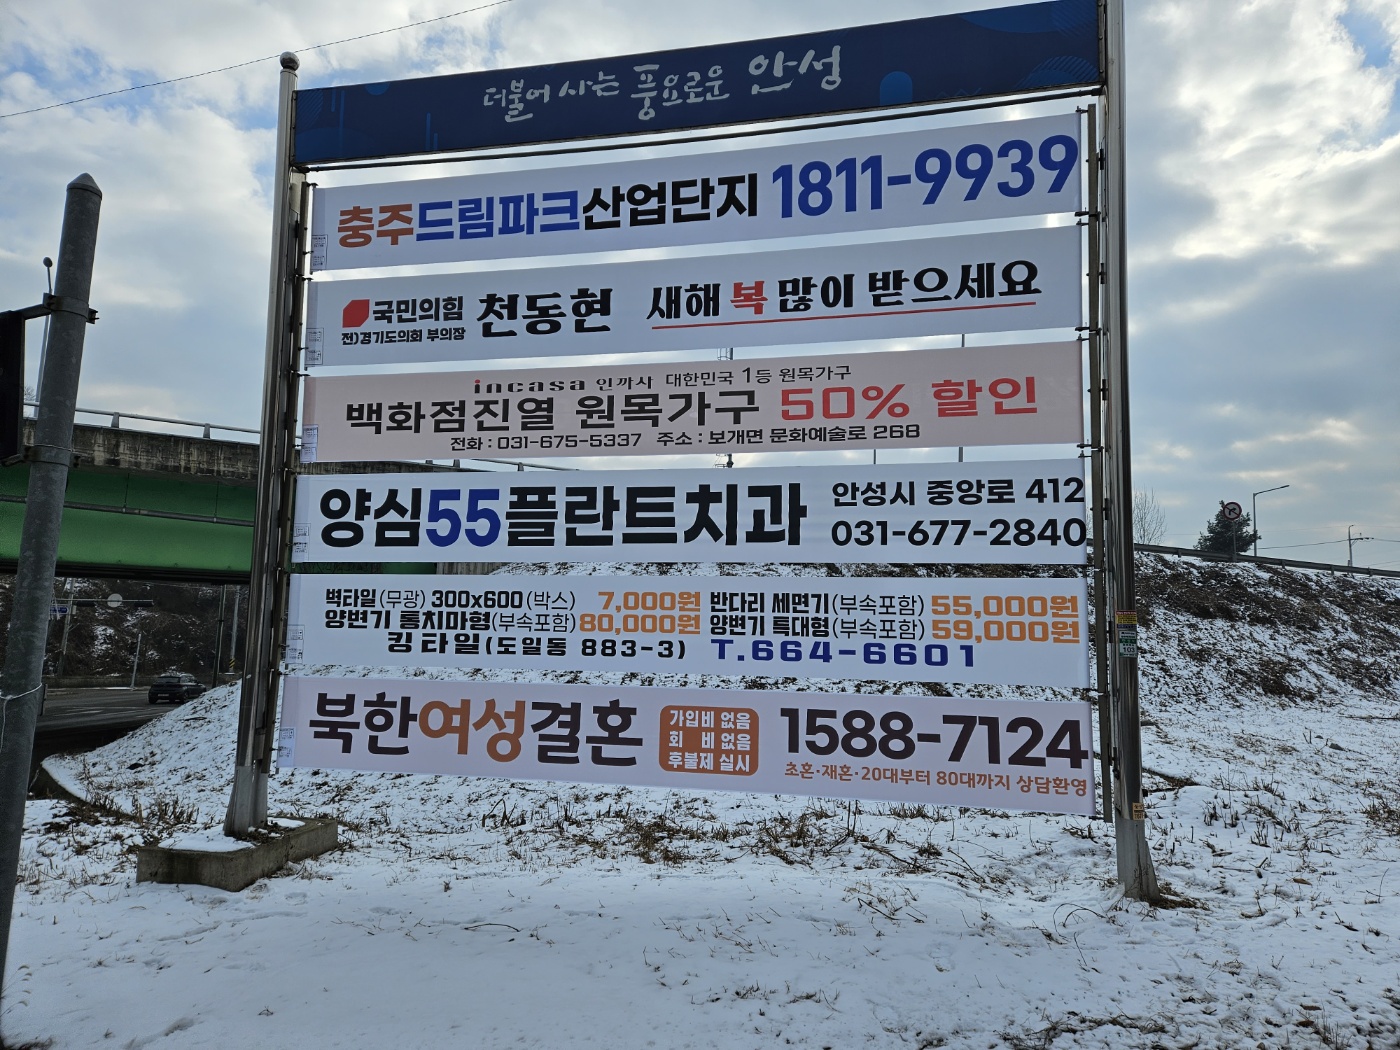 더불어 사는 풍요로운 안성
충주드림파크산업단지 1811-9939
국민의힘
전)경기도의회 부의장
천동현 새해 복 많이 받으세요
incasa 인까사 대한민국 1등 원목가구
백화점진열 원목가구 50% 할인
전화 : 031-675-5337 주소 : 보개면 문화예술로 268
양심55플란트치과
안성시 중앙로 412
031-677-2840
벽타일(무광) 300x600(박스) 7,000원 반다리 세면기(부속포함) 55,000원
양변기 통치마형(부속포함) 80,000원 양변기 특대형(부속포함) 59,000원
킹타일(도일동 883-3) T.664-6601
북한여성결혼
가입비 없음
회 비 없음
후불제 실시
1588-7124
초혼·재혼·20대부터 80대까지 상담환영